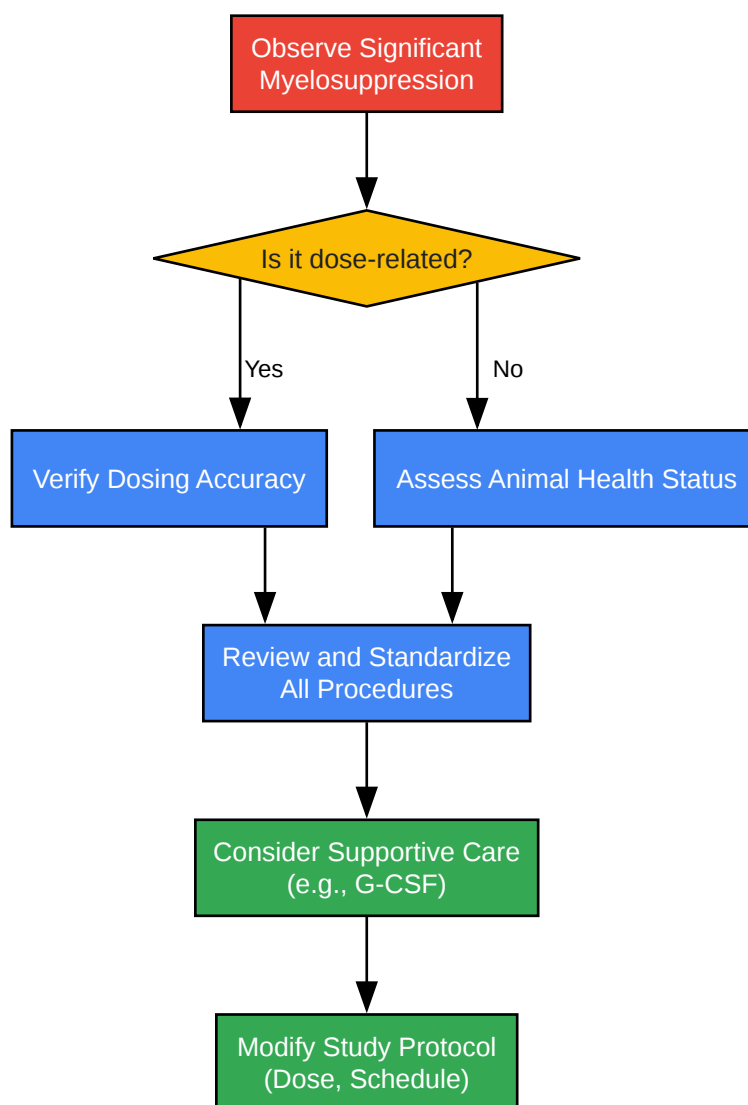 Observe Significant
Myelosuppression
Is it dose-related?
Yes
No
Verify Dosing Accuracy
Assess Animal Health Status
Review and Standardize
All Procedures
Consider Supportive Care
(e.g., G-CSF)
Modify Study Protocol
(Dose, Schedule)